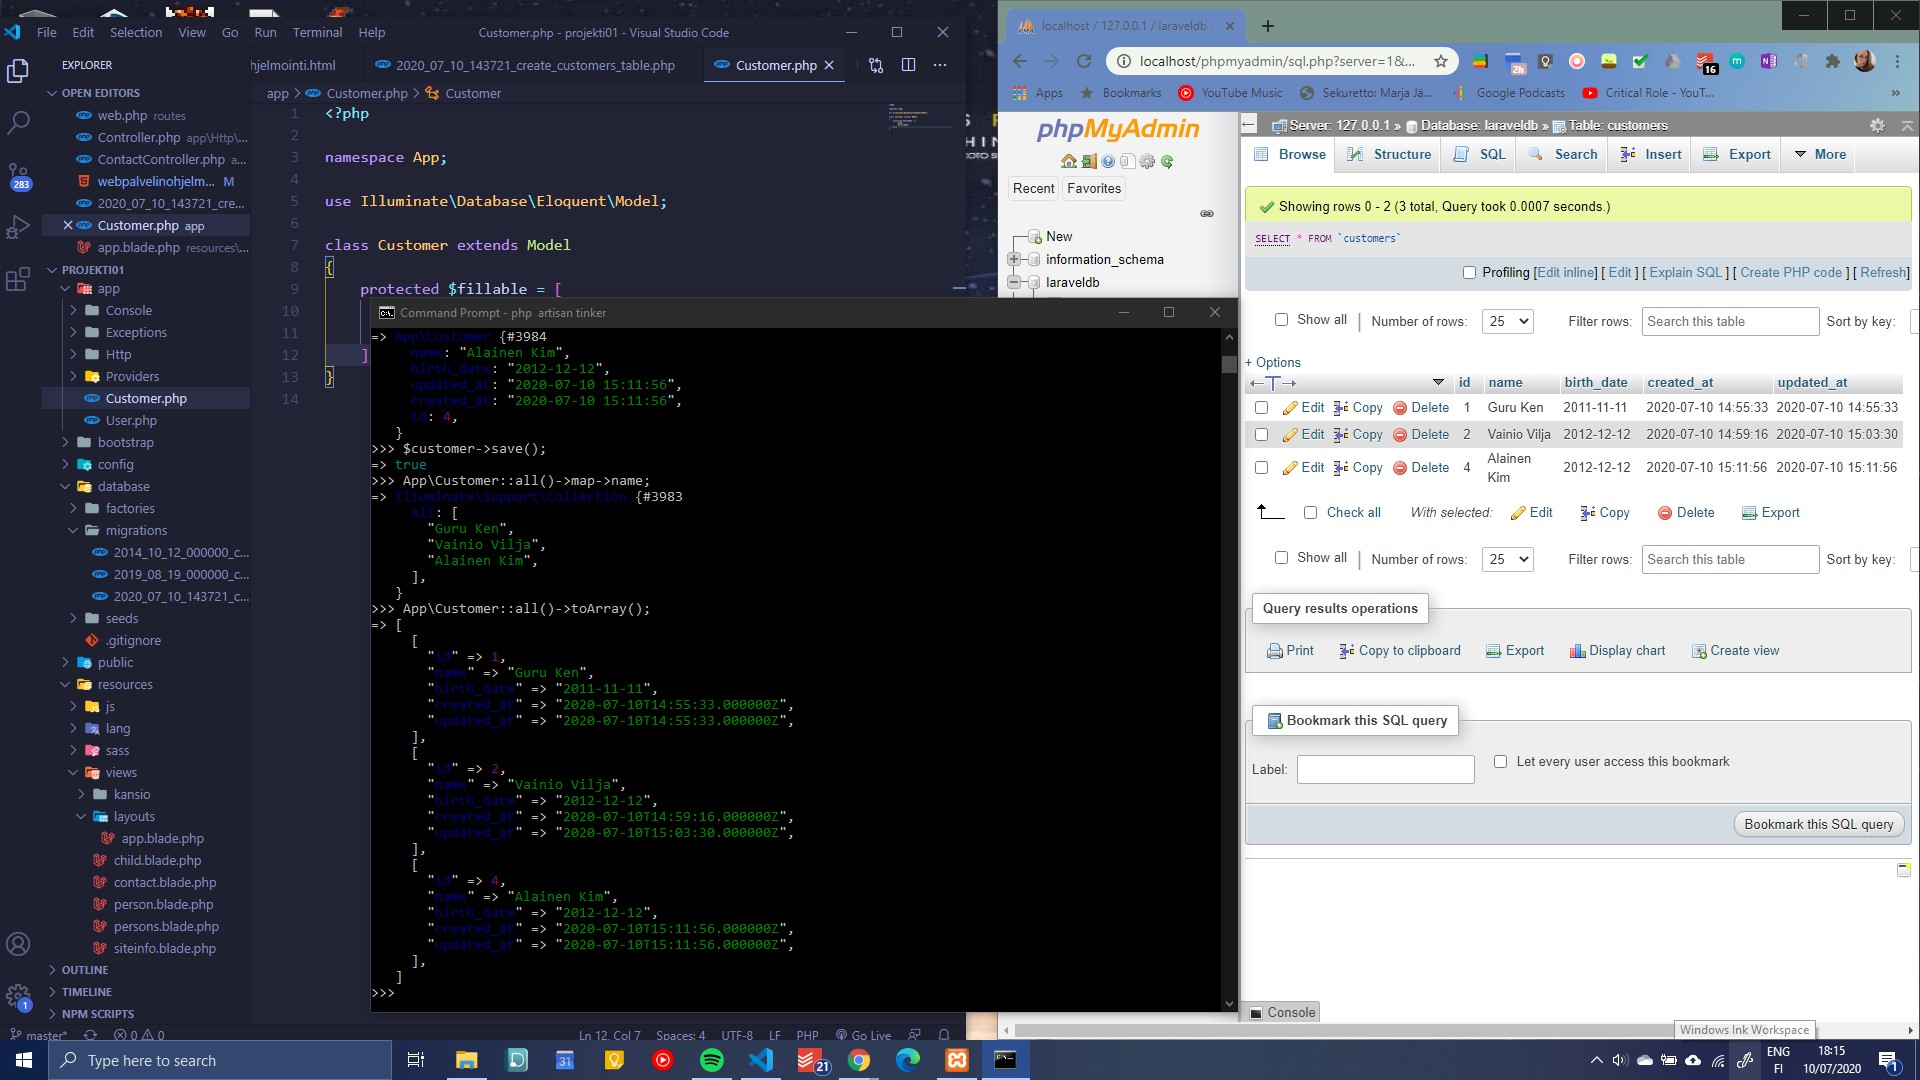 File Edit Selection View Go Run Terminal Help
Customer.php - projekti01 - Visual Studio Code
EXPLORER
OPEN EDITORS
web.php routes
Controller.php app\Http\...
ContactController.php a...
webpalvelinohjelm... M
2020_07_10_143721_cre...
Customer.php app
app.blade.php resources\...
283
PROJEKTI01
app
Console
Exceptions
Http
Providers
Customer.php
User.php
bootstrap
config
database
factories
migrations
2014_10_12_000000_c...
2019_08_19_000000_c...
2020_07_10_143721_c...
seeds
.gitignore
public
resources
js
lang
sass
views
kansio
layouts
app.blade.php
child.blade.php
contact.blade.php
person.blade.php
persons.blade.php
siteinfo.blade.php
OUTLINE
TIMELINE
NPM SCRIPTS
1
hjelmointi.html
2020_07_10_143721_create_customers_table.php
Customer.php
app > Customer.php > Customer
1 <?php
2
3 namespace App;
4
5 use Illuminate\Database\Eloquent\Model;
6
7 class Customer extends Model
8 {
9 protected $fillable = [
10
11
12 ]
13 }
14
Command Prompt - php artisan tinker
=> App\Customer {#3984
name: "Alainen Kim",
birth_date: "2012-12-12",
updated_at: "2020-07-10 15:11:56",
created_at: "2020-07-10 15:11:56",
id: 4,
}
>>> $customer->save();
=> true
>>> App\Customer::all()->map->name;
=> Illuminate\Support\Collection {#3983
all: [
"Guru Ken",
"Vainio Vilja",
"Alainen Kim",
],
}
>>> App\Customer::all()->toArray();
=> [
[
"id" => 1,
"name" => "Guru Ken",
"birth_date" => "2011-11-11",
"created_at" => "2020-07-10T14:55:33.000000Z",
"updated_at" => "2020-07-10T14:55:33.000000Z",
],
[
"id" => 2,
"name" => "Vainio Vilja",
"birth_date" => "2012-12-12",
"created_at" => "2020-07-10T14:59:16.000000Z",
"updated_at" => "2020-07-10T15:03:30.000000Z",
],
[
"id" => 4,
"name" => "Alainen Kim",
"birth_date" => "2012-12-12",
"created_at" => "2020-07-10T15:11:56.000000Z",
"updated_at" => "2020-07-10T15:11:56.000000Z",
],
]
>>>
master* 0 0
Ln 12, Col 7 Spaces: 4 UTF-8 LF PHP Go Live
localhost / 127.0.0.1 / laraveldb
localhost/phpmyadmin/sql.php?server=1&...
2h
16
Apps Bookmarks YouTube Music Sekuretto: Marja Jä... Google Podcasts Critical Role - YouT... »
phpMyAdmin
Recent Favorites
New
information_schema
laraveldb
Server: 127.0.0.1 » Database: laraveldb » Table: customers
Browse Structure SQL Search Insert Export More
Showing rows 0 - 2 (3 total, Query took 0.0007 seconds.)
SELECT * FROM `customers`
Profiling [Edit inline] [ Edit ] [ Explain SQL ] [ Create PHP code ] [ Refresh]
Show all | Number of rows: 25 Filter rows: Search this table Sort by key:
+ Options
id name birth_date created_at updated_at
Edit Copy Delete 1 Guru Ken 2011-11-11 2020-07-10 14:55:33 2020-07-10 14:55:33
Edit Copy Delete 2 Vainio Vilja 2012-12-12 2020-07-10 14:59:16 2020-07-10 15:03:30
Edit Copy Delete 4 Alainen Kim 2012-12-12 2020-07-10 15:11:56 2020-07-10 15:11:56
Check all With selected: Edit Copy Delete Export
Show all | Number of rows: 25 Filter rows: Search this table Sort by key:
Query results operations
Print Copy to clipboard Export Display chart Create view
Bookmark this SQL query
Label: Let every user access this bookmark
Bookmark this SQL query
Console
Windows Ink Workspace
Type here to search
31
21
ENG
FI
18:15
10/07/2020
1